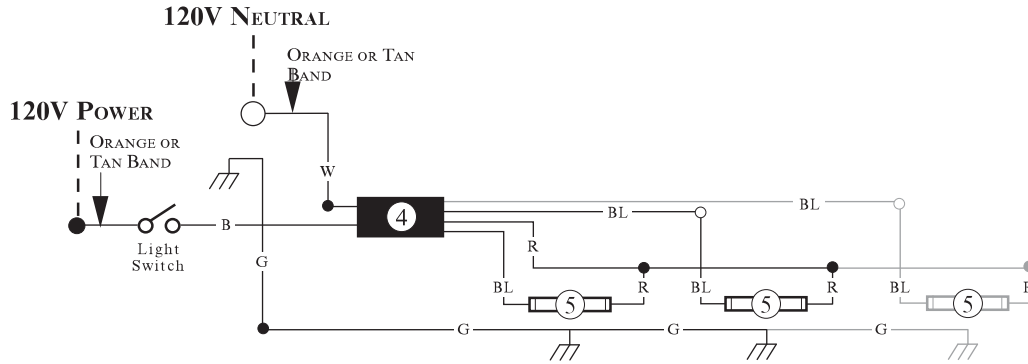 120V NEUTRAL
ORANGE OR TAN
BAND
120V POWER
ORANGE OR
TAN BAND
W
4
BL
BL
B
R
G
Light
Switch
BL
R
BL
R
BL
5
5
5
G
G
G